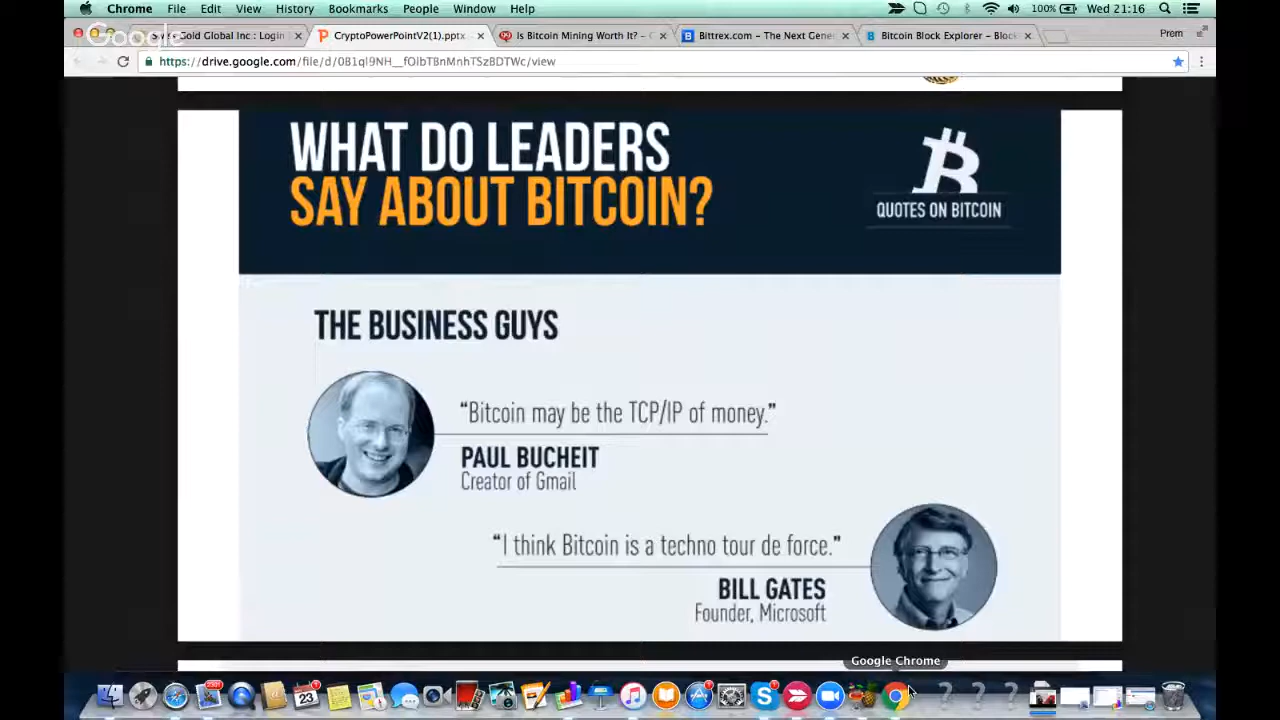 Chrome File Edit View History Bookmarks People Window Help 100% Wed 21:16
Google
Gold Global Inc : Login CryptoPowerPointV2(1).pptx Is Bitcoin Mining Worth It? - Bittrex.com - The Next Gene Bitcoin Block Explorer - Block Prem
WHAT DO LEADERS
SAY ABOUT BITCOIN?
QUOTES ON BITCOIN
THE BUSINESS GUYS
"Bitcoin may be the TCP/IP of money."
PAUL BUCHEIT
Creator of Gmail
"I think Bitcoin is a techno tour de force."
BILL GATES
Founder, Microsoft
Google Chrome
23